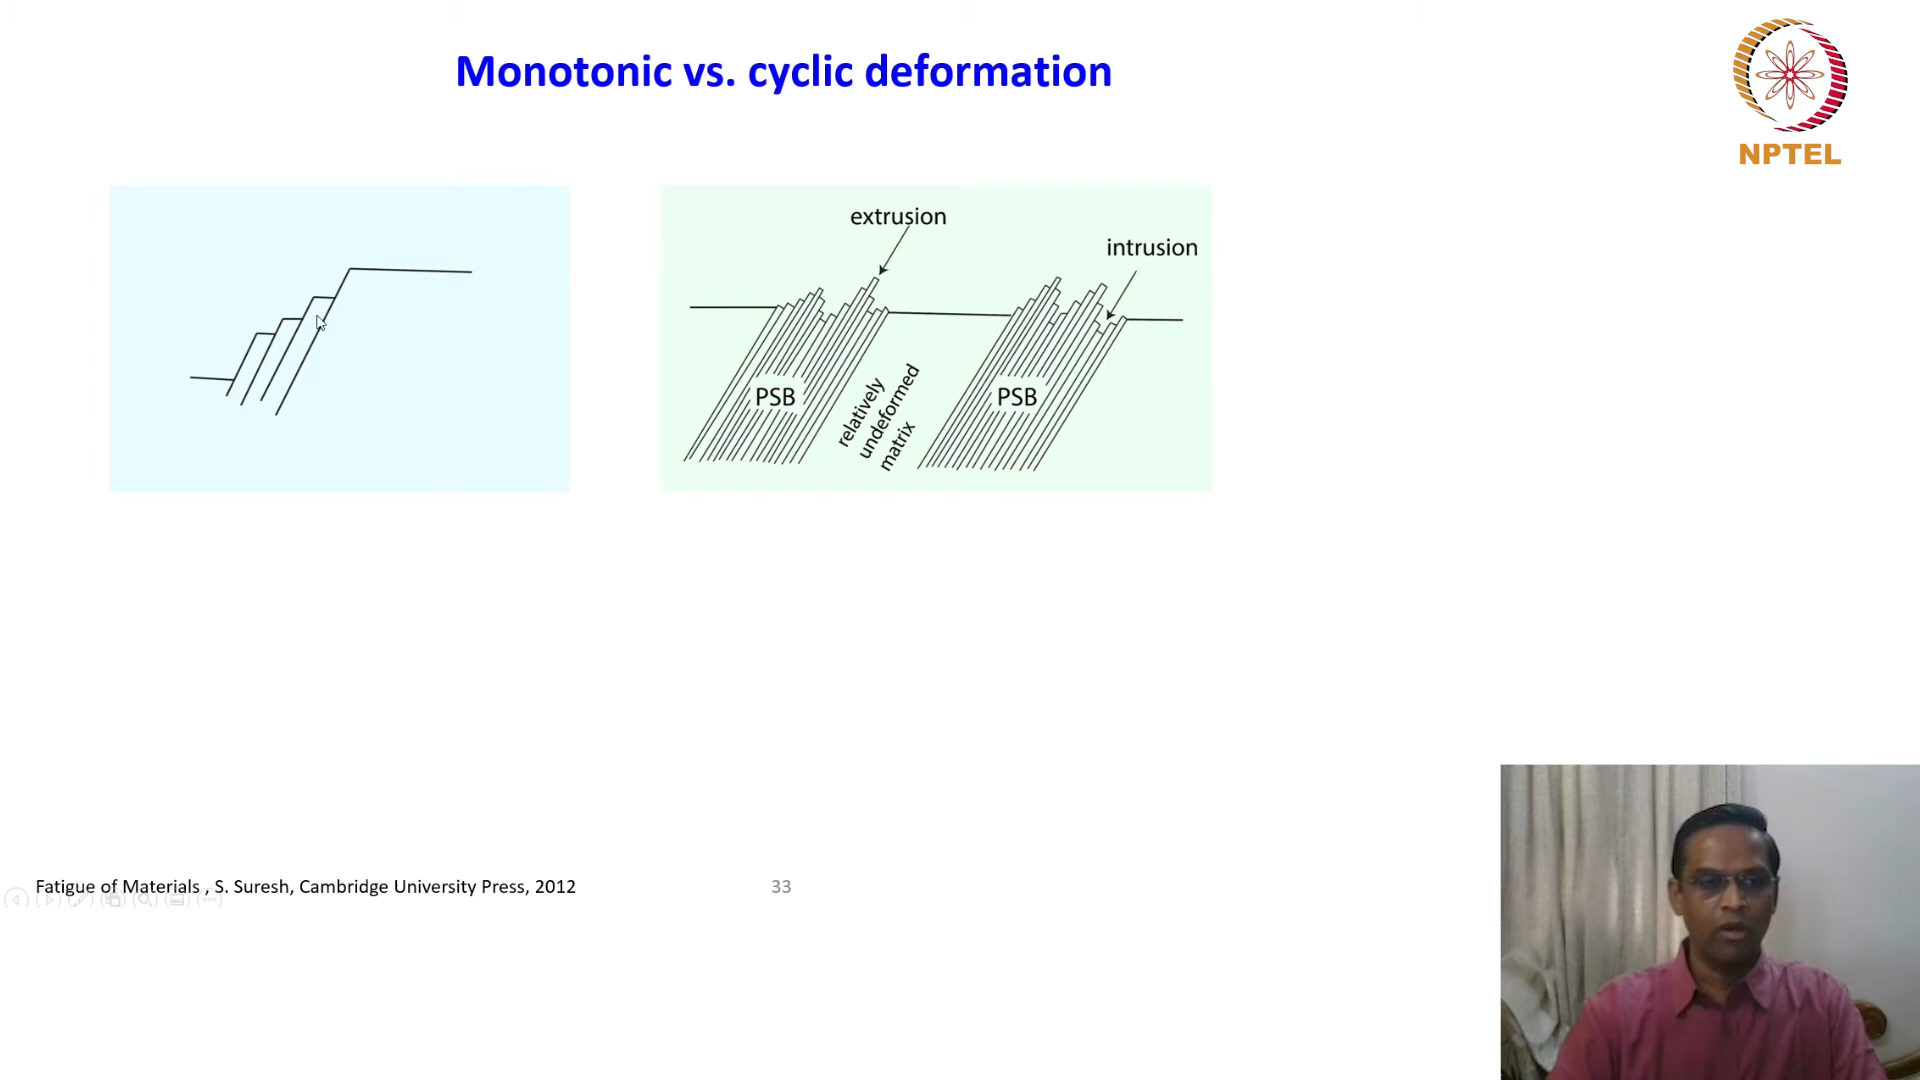 Monotonic vs. cyclic deformation
NPTEL
extrusion
intrusion
PSB
relatively
undeformed
matrix
PSB
Fatigue of Materials , S. Suresh, Cambridge University Press, 2012
33